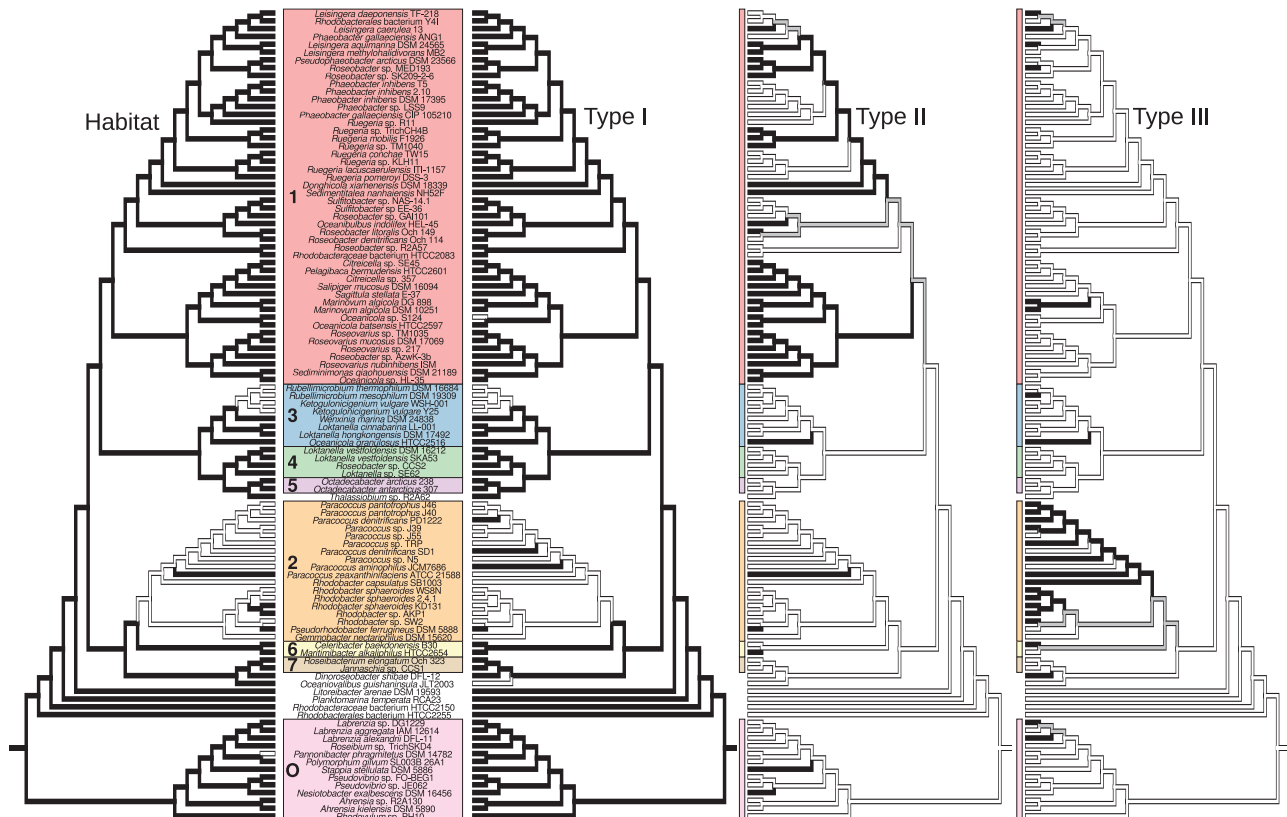 Habitat
Type I
Type II
Type III
1
Leisingera daeponensis TF-218
Rhodobacterales bacterium Y4I
Leisingera caerulea 13
Phaeobacter gallaeciensis ANG1
Leisingera aquimarina DSM 24565
Leisingera methylohalidivorans MB2
Pseudophaeobacter arcticus DSM 23566
Roseobacter sp. MED193
Roseobacter sp. SK209-2-6
Phaeobacter inhibens T5
Phaeobacter inhibens 2.10
Phaeobacter inhibens DSM 17395
Phaeobacter sp. LSS9
Phaeobacter gallaeciensis CIP 105210
Ruegeria sp. R11
Ruegeria sp. TrichCH4B
Ruegeria mobilis F1926
Ruegeria sp. TM1040
Ruegeria conchae TW15
Ruegeria sp. KLH11
Ruegeria lacuscaerulensis ITI-1157
Ruegeria pomeroyi DSS-3
Donghicola xiamenensis DSM 18339
Sedimentitalea nanhaiensis NH52F
Sulfitobacter sp. NAS-14.1
Sulfitobacter sp EE-36
Roseobacter sp. GAI101
Oceanibulbus indolifex HEL-45
Roseobacter litoralis Och 149
Roseobacter denitrificans Och 114
Roseobacter sp. R2A57
Rhodobacteraceae bacterium HTCC2083
Citreicella sp. SE45
Pelagibaca bermudensis HTCC2601
Citreicella sp. 357
Salipiger mucosus DSM 16094
Sagittula stellata E-37
Marinovum algicola DG 898
Marinovum algicola DSM 10251
Oceanicola sp. S124
Oceanicola batsensis HTCC2597
Roseovarius sp. TM1035
Roseovarius mucosus DSM 17069
Roseovarius sp. 217
Roseobacter sp. AzwK-3b
Roseovarius nubinhibens ISM
Sediminimonas qiaohouensis DSM 21189
Oceanicola sp. HL-35
3
Rubellimicrobium thermophilum DSM 16684
Rubellimicrobium mesophilum DSM 19309
Ketogulonicigenium vulgare WSH-001
Ketogulonicigenium vulgare Y25
Wenxinia marina DSM 24838
Loktanella cinnabarina LL-001
Loktanella hongkongensis DSM 17492
Oceanicola granulosus HTCC2516
4
Loktanella vestfoldensis DSM 16212
Loktanella vestfoldensis SKA53
Roseobacter sp. CCS2
Loktanella sp. SE62
5
Octadecabacter arcticus 238
Octadecabacter antarcticus 307
Thalassiobium sp. R2A62
2
Paracoccus pantotrophus J46
Paracoccus pantotrophus J40
Paracoccus denitrificans PD1222
Paracoccus sp. J39
Paracoccus sp. J55
Paracoccus sp. TRP
Paracoccus denitrificans SD1
Paracoccus sp. N5
Paracoccus aminophilus JCM7686
Paracoccus zeaxanthinifaciens ATCC 21588
Rhodobacter capsulatus SB1003
Rhodobacter sphaeroides WS8N
Rhodobacter sphaeroides 2.4.1
Rhodobacter sphaeroides KD131
Rhodobacter sp. AKP1
Rhodobacter sp. SW2
Pseudorhodobacter ferrugineus DSM 5888
Gemmobacter nectariphilus DSM 15620
6
Celeribacter baekdonensis B30
Maritimibacter alkaliphilus HTCC2654
7
Roseibacterium elongatum Och 323
Jannaschia sp. CCS1
Dinoroseobacter shibae DFL-12
Oceaniovalibus guishaninsula JLT2003
Litoreibacter arenae DSM 19593
Planktomarina temperata RCA23
Rhodobacteraceae bacterium HTCC2150
Rhodobacterales bacterium HTCC2255
O
Labrenzia sp. DG1229
Labrenzia aggregata IAM 12614
Labrenzia alexandrii DFL-11
Roseibium sp. TrichSKD4
Pannonibacter phragmitetus DSM 14782
Polymorphum gilvum SL003B 26A1
Stappia stellulata DSM 5886
Pseudovibrio sp. FO-BEG1
Pseudovibrio sp. JE062
Nesiotobacter exalbescens DSM 16456
Ahrensia sp. R2A130
Ahrensia kielensis DSM 5890